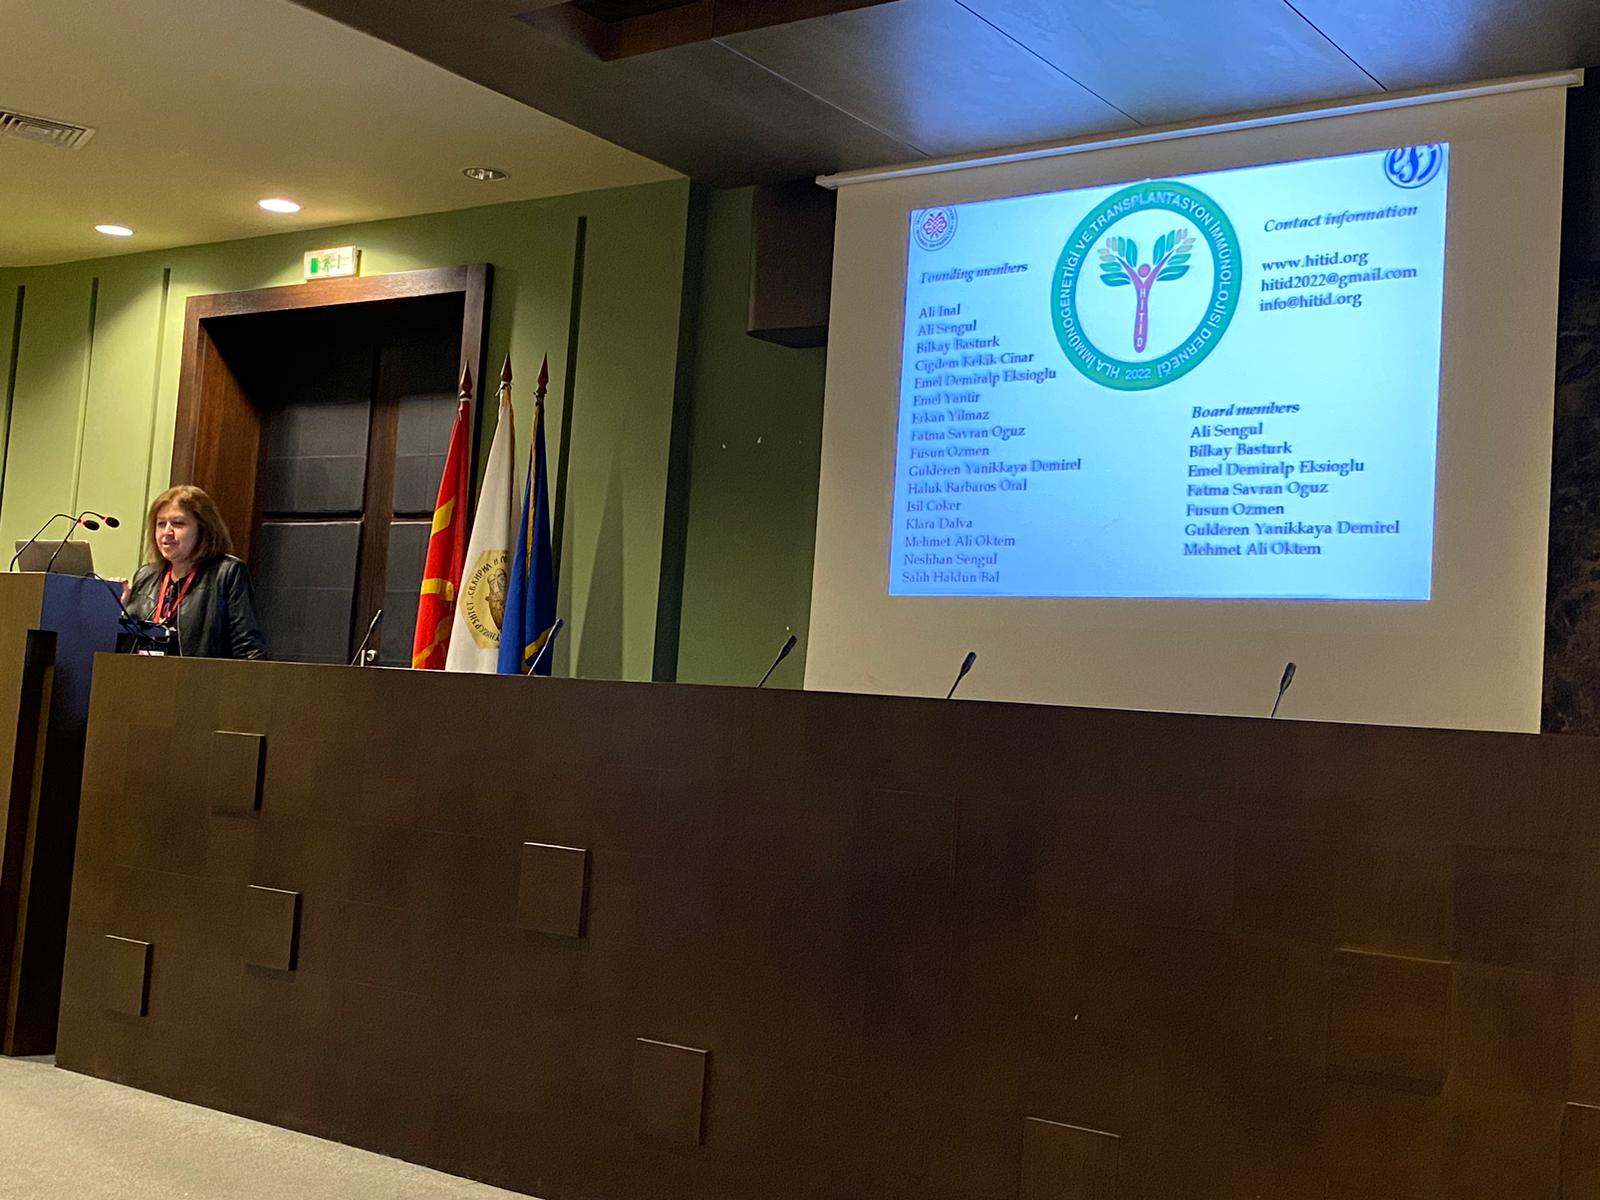 Founding members
Ali Inal
Ali Sengul
Bilkay Basturk
Cigdem Kekik Cinar
Emel Demiralp Eksioglu
Emel Yantir
Erkan Yilmaz
Fatma Savran Oguz
Fusun Ozmen
Gulderen Yanikkaya Demirel
Haluk Barbaros Oral
Isil Coker
Klara Dalva
Mehmet Ali Oktem
Neslihan Sengul
Salih Haldun Bal
HLA İMMÜNOGENETİĞİ VE TRANSPLANTASYON İMMÜNOLOJİSİ DERNEĞİ 2022
HITID
efi
Contact information
www.hitid.org
hitid2022@gmail.com
info@hitid.org
Board members
Ali Sengul
Bilkay Basturk
Emel Demiralp Eksioglu
Fatma Savran Oguz
Fusun Ozmen
Gulderen Yanikkaya Demirel
Mehmet Ali Oktem
"СВ.КИРИЛ И